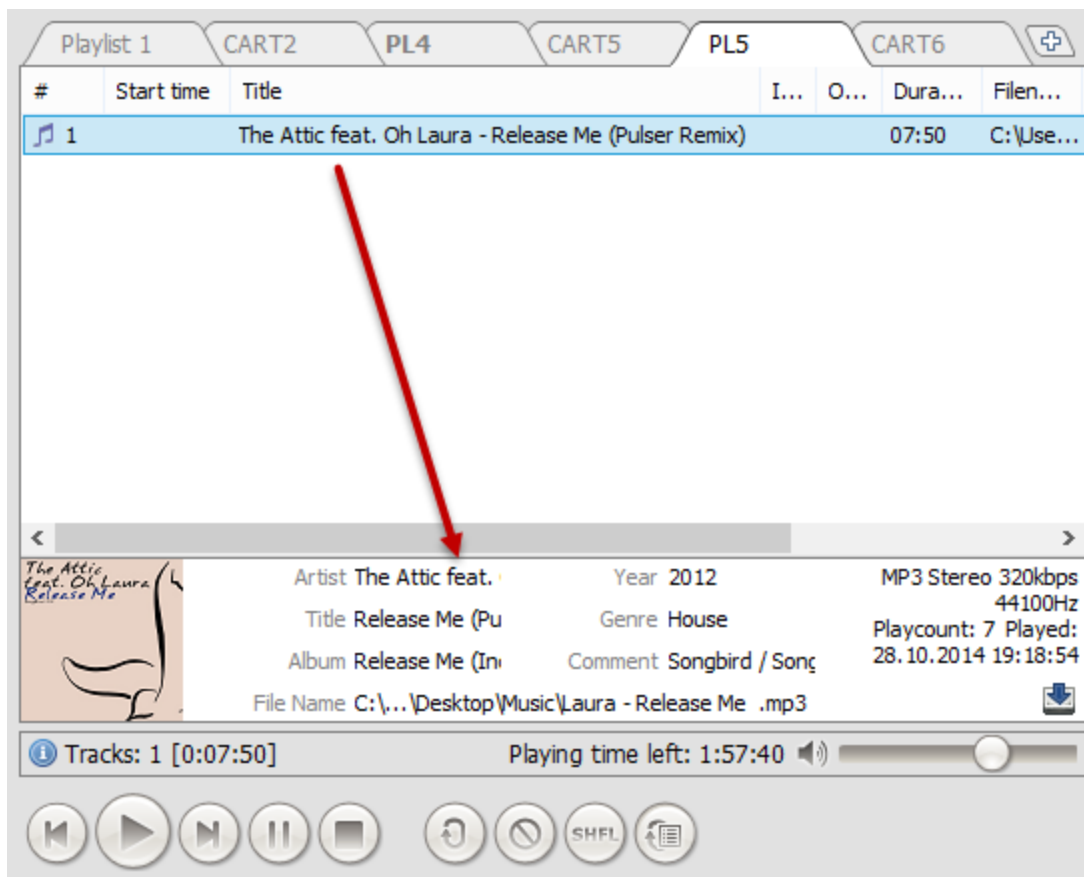 Playlist 1 CART2 PL4 CART5 PL5 CART6
# Start time Title I... O... Dura... Filen...
1 The Attic feat. Oh Laura - Release Me (Pulser Remix) 07:50 C:\Use...
The Attic
feat. Oh Laura
Release Me
Artist The Attic feat. Year 2012
Title Release Me (Pu Genre House
Album Release Me (In Comment Songbird / Song
File Name C:\...\Desktop\Music\Laura - Release Me .mp3
MP3 Stereo 320kbps
44100Hz
Playcount: 7 Played:
28.10.2014 19:18:54
Tracks: 1 [0:07:50] Playing time left: 1:57:40
SHFL